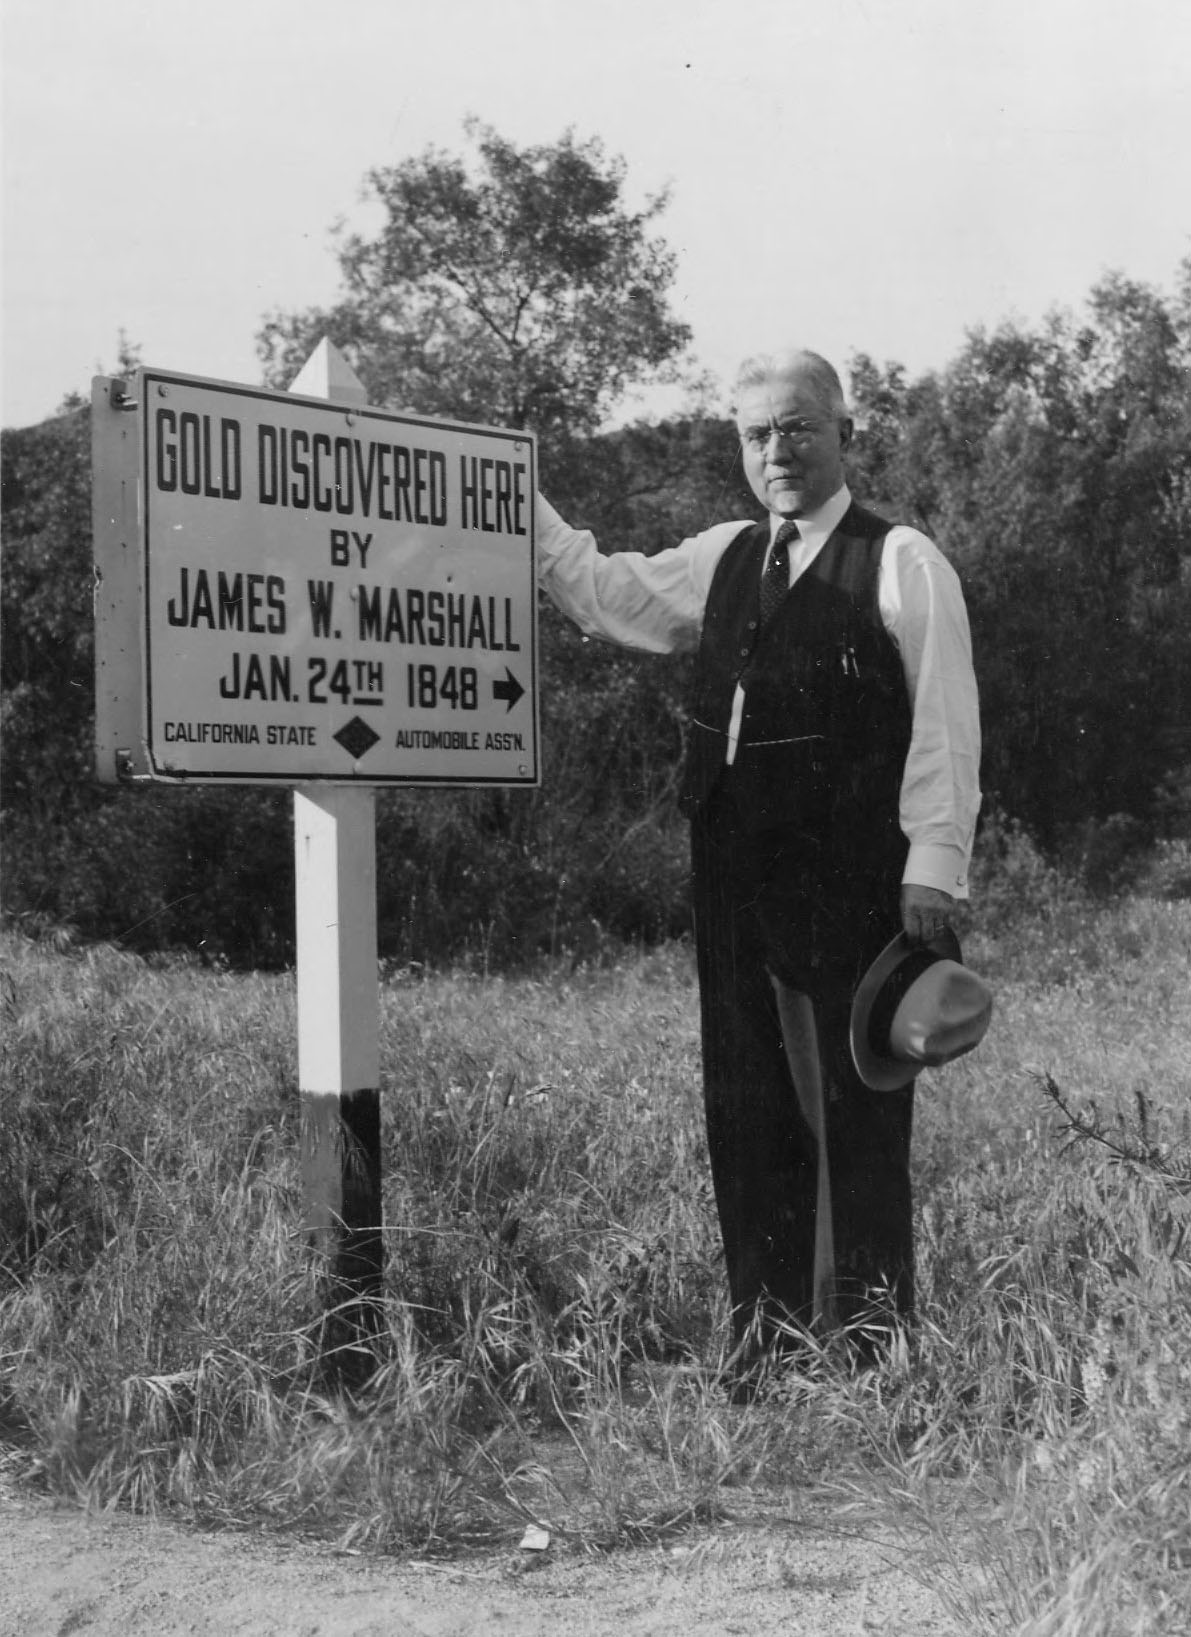 GOLD DISCOVERED HERE
BY
JAMES W. MARSHALL
JAN. 24TH 1848 →
CALIFORNIA STATE AUTOMOBILE ASS'N.